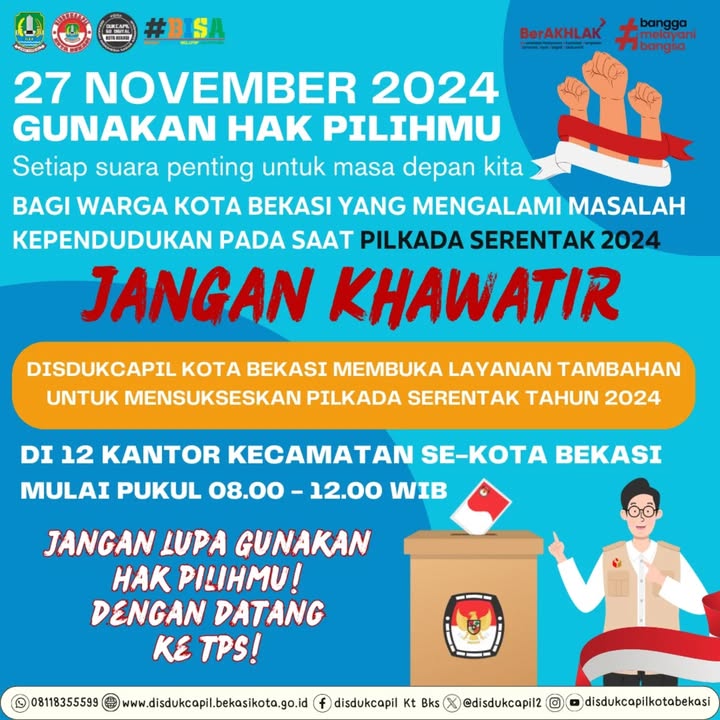 #BISA
BerAKHLAK
#bangga
melayani
bangsa
27 NOVEMBER 2024
GUNAKAN HAK PILIHMU
Setiap suara penting untuk masa depan kita
BAGI WARGA KOTA BEKASI YANG MENGALAMI MASALAH
KEPENDUDUKAN PADA SAAT PILKADA SERENTAK 2024
JANGAN KHAWATIR
DISDUKCAPIL KOTA BEKASI MEMBUKA LAYANAN TAMBAHAN
UNTUK MENSUKSESKAN PILKADA SERENTAK TAHUN 2024
DI 12 KANTOR KECAMATAN SE-KOTA BEKASI
MULAI PUKUL 08.00 - 12.00 WIB
JANGAN LUPA GUNAKAN
HAK PILIHMU!
DENGAN DATANG
KE TPS!
08118355599 www.disdukcapil.bekasikota.go.id disdukcapil Kt Bks @disdukcapil2 disdukcapilkotabekasi